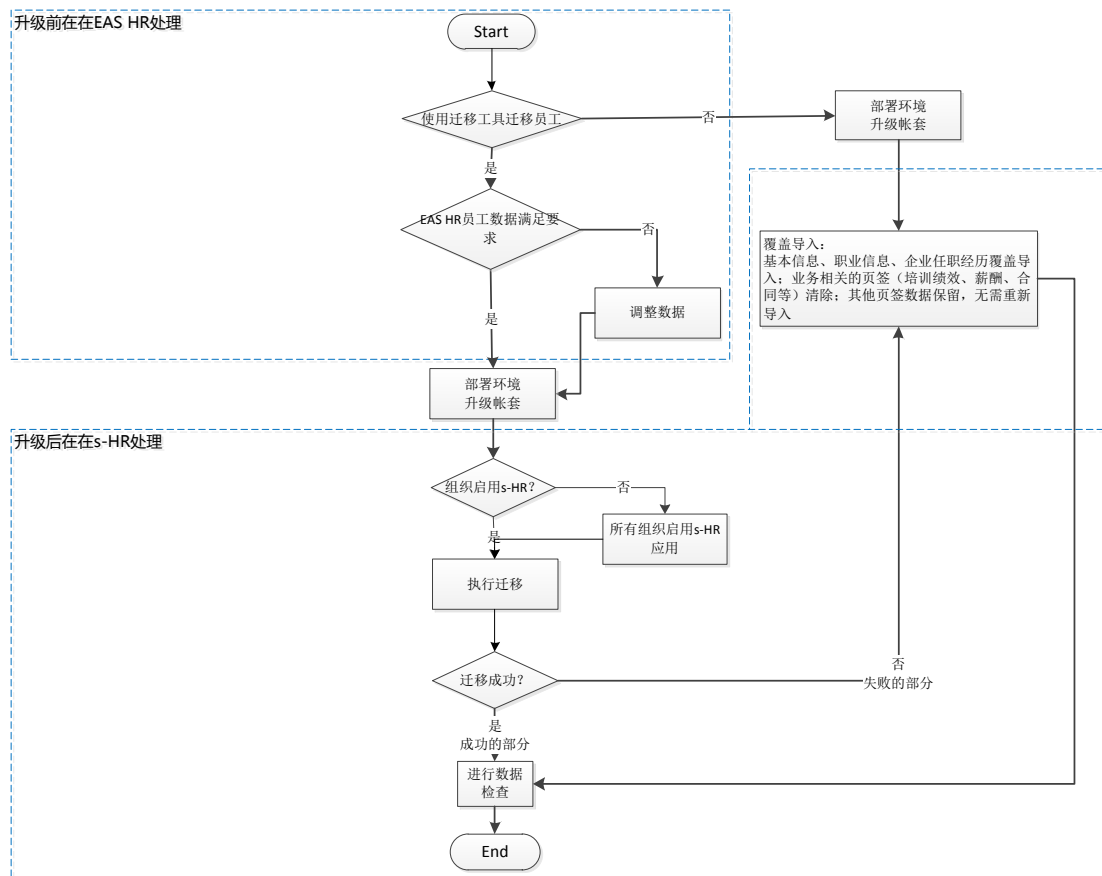 升级前在在EAS HR处理
Start
使用迁移工具迁移员工
否
部署环境
升级帐套
是
EAS HR员工数据满足要
求
否
覆盖导入：
基本信息、职业信息、企业任职经历覆盖导
入；业务相关的页签（培训绩效、薪酬、合
同等）清除；其他页签数据保留，无需重新
导入
调整数据
是
部署环境
升级帐套
升级后在在s-HR处理
组织启用s-HR？
否
所有组织启用s-HR
应用
是
执行迁移
迁移成功？
否
失败的部分
是
成功的部分
进行数据
检查
End